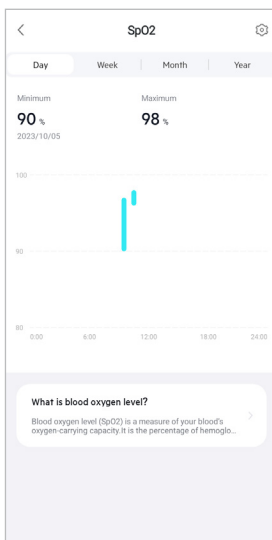 SpO2
Day Week Month Year
Minimum Maximum
90 % 98 %
2023/10/05
100
90
80
0:00 6:00 12:00 18:00 24:00
What is blood oxygen level?
Blood oxygen level (SpO2) is a measure of your blood's
oxygen-carrying capacity.It is the percentage of hemoglo...